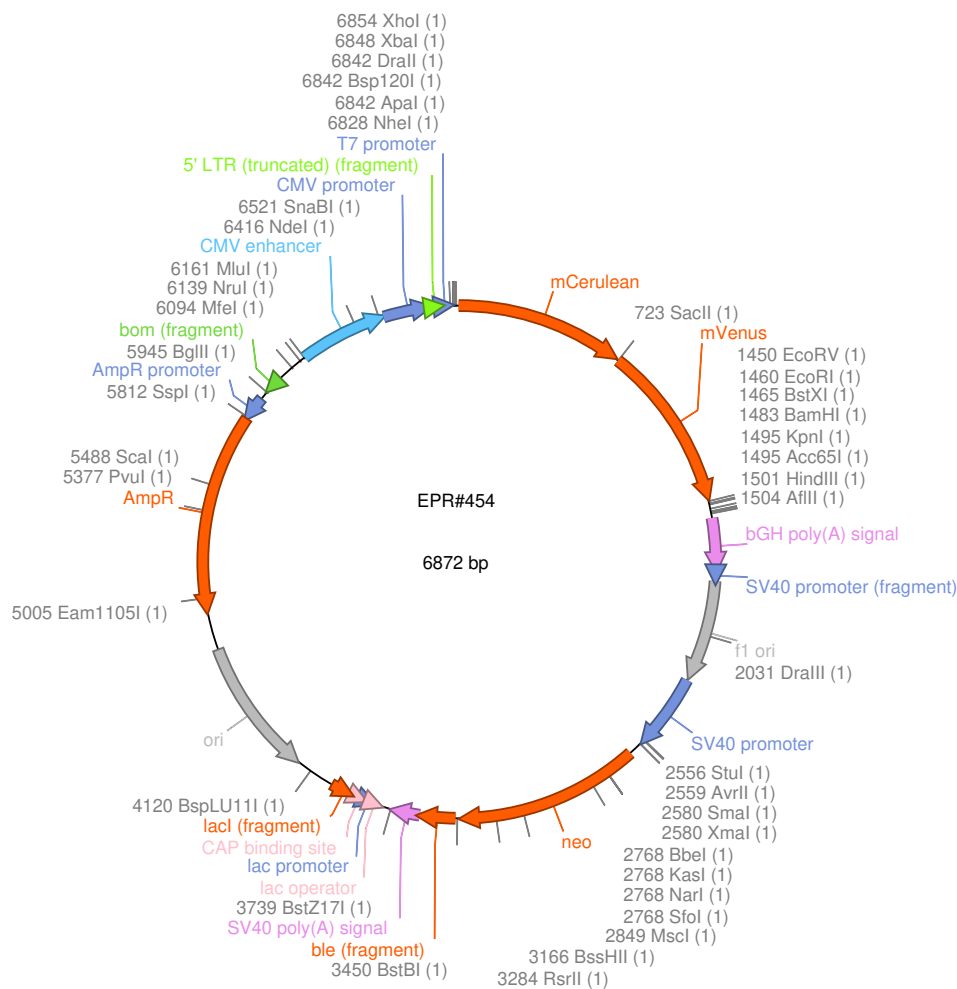 6854 XhoI (1)
6848 XbaI (1)
6842 DraII (1)
6842 Bsp120I (1)
6842 ApaI (1)
6828 NheI (1)
T7 promoter
5' LTR (truncated) (fragment)
CMV promoter
6521 SnaBI (1)
6416 NdeI (1)
CMV enhancer
6161 MluI (1)
6139 NruI (1)
6094 MfeI (1)
bom (fragment)
5945 BglII (1)
AmpR promoter
5812 SspI (1)
5488 ScaI (1)
5377 PvuI (1)
AmpR
5005 Eam1105I (1)
ori
4120 BspLU11I (1)
lacI (fragment)
CAP binding site
lac promoter
lac operator
3739 BstZ17I (1)
SV40 poly(A) signal
ble (fragment)
3450 BstBI (1)
mCerulean
723 SacII (1)
mVenus
1450 EcoRV (1)
1460 EcoRI (1)
1465 BstXI (1)
1483 BamHI (1)
1495 KpnI (1)
1495 Acc65I (1)
1501 HindIII (1)
1504 AflII (1)
bGH poly(A) signal
SV40 promoter (fragment)
f1 ori
2031 DraIII (1)
SV40 promoter
2556 StuI (1)
2559 AvrII (1)
2580 SmaI (1)
2580 XmaI (1)
neo
2768 BbeI (1)
2768 KasI (1)
2768 NarI (1)
2768 SfoI (1)
2849 MscI (1)
3166 BssHII (1)
3284 RsrII (1)
EPR#454
6872 bp